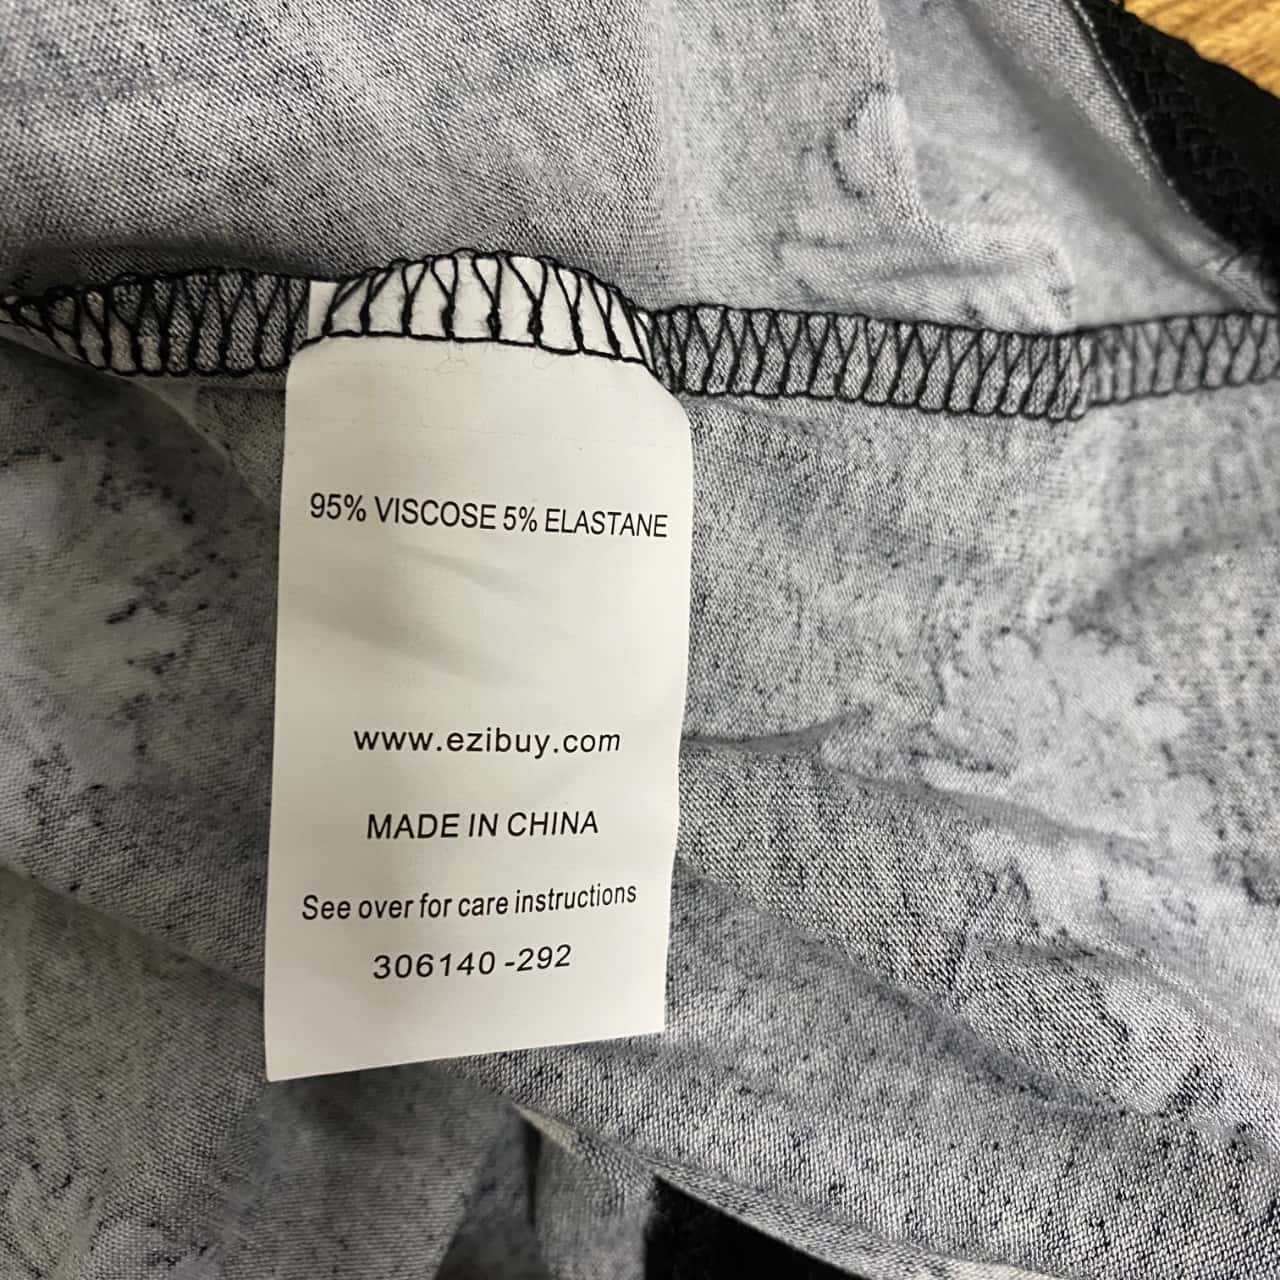 95% VISCOSE 5% ELASTANE
www.ezibuy.com
MADE IN CHINA
See over for care instructions
306140 -292